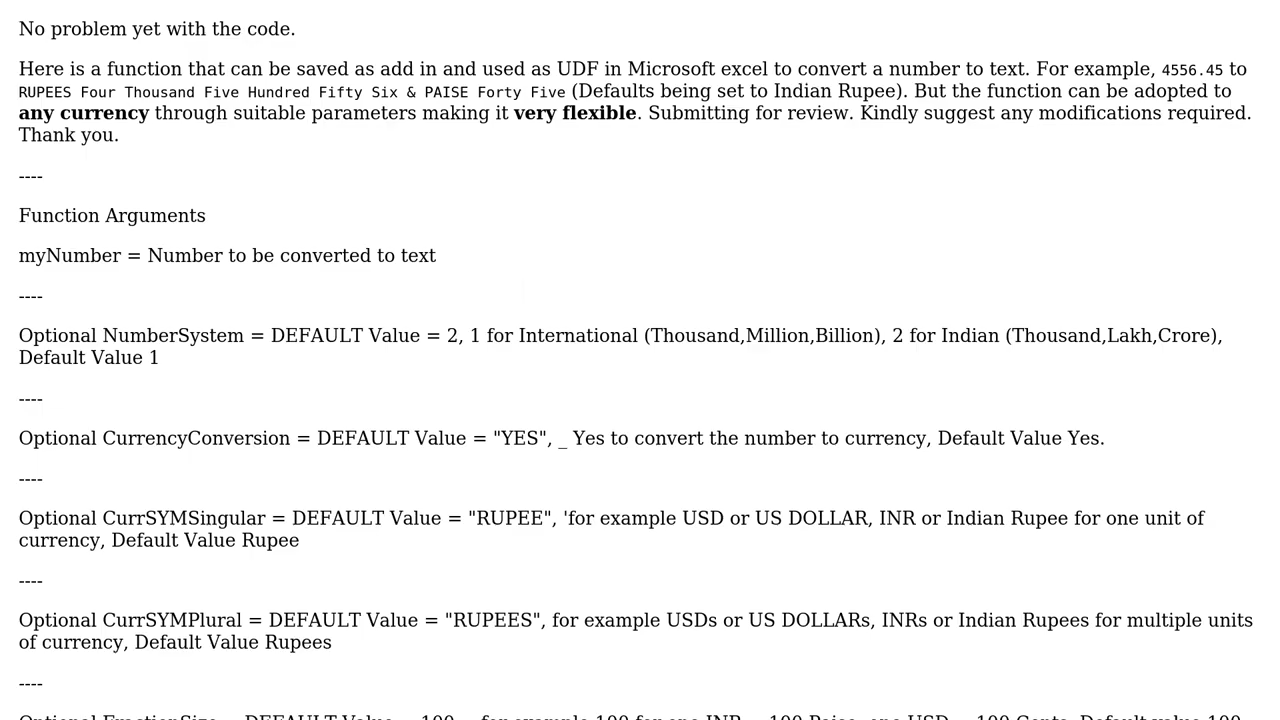 No problem yet with the code.
Here is a function that can be saved as add in and used as UDF in Microsoft excel to convert a number to text. For example, 4556.45 to
RUPEES Four Thousand Five Hundred Fifty Six & PAISE Forty Five (Defaults being set to Indian Rupee). But the function can be adopted to
any currency through suitable parameters making it very flexible. Submitting for review. Kindly suggest any modifications required.
Thank you.
----
Function Arguments
myNumber = Number to be converted to text
----
Optional NumberSystem = DEFAULT Value = 2, 1 for International (Thousand,Million,Billion), 2 for Indian (Thousand,Lakh,Crore),
Default Value 1
----
Optional CurrencyConversion = DEFAULT Value = "YES", _ Yes to convert the number to currency, Default Value Yes.
----
Optional CurrSYMSingular = DEFAULT Value = "RUPEE", 'for example USD or US DOLLAR, INR or Indian Rupee for one unit of
currency, Default Value Rupee
----
Optional CurrSYMPlural = DEFAULT Value = "RUPEES", for example USDs or US DOLLARs, INRs or Indian Rupees for multiple units
of currency, Default Value Rupees
----